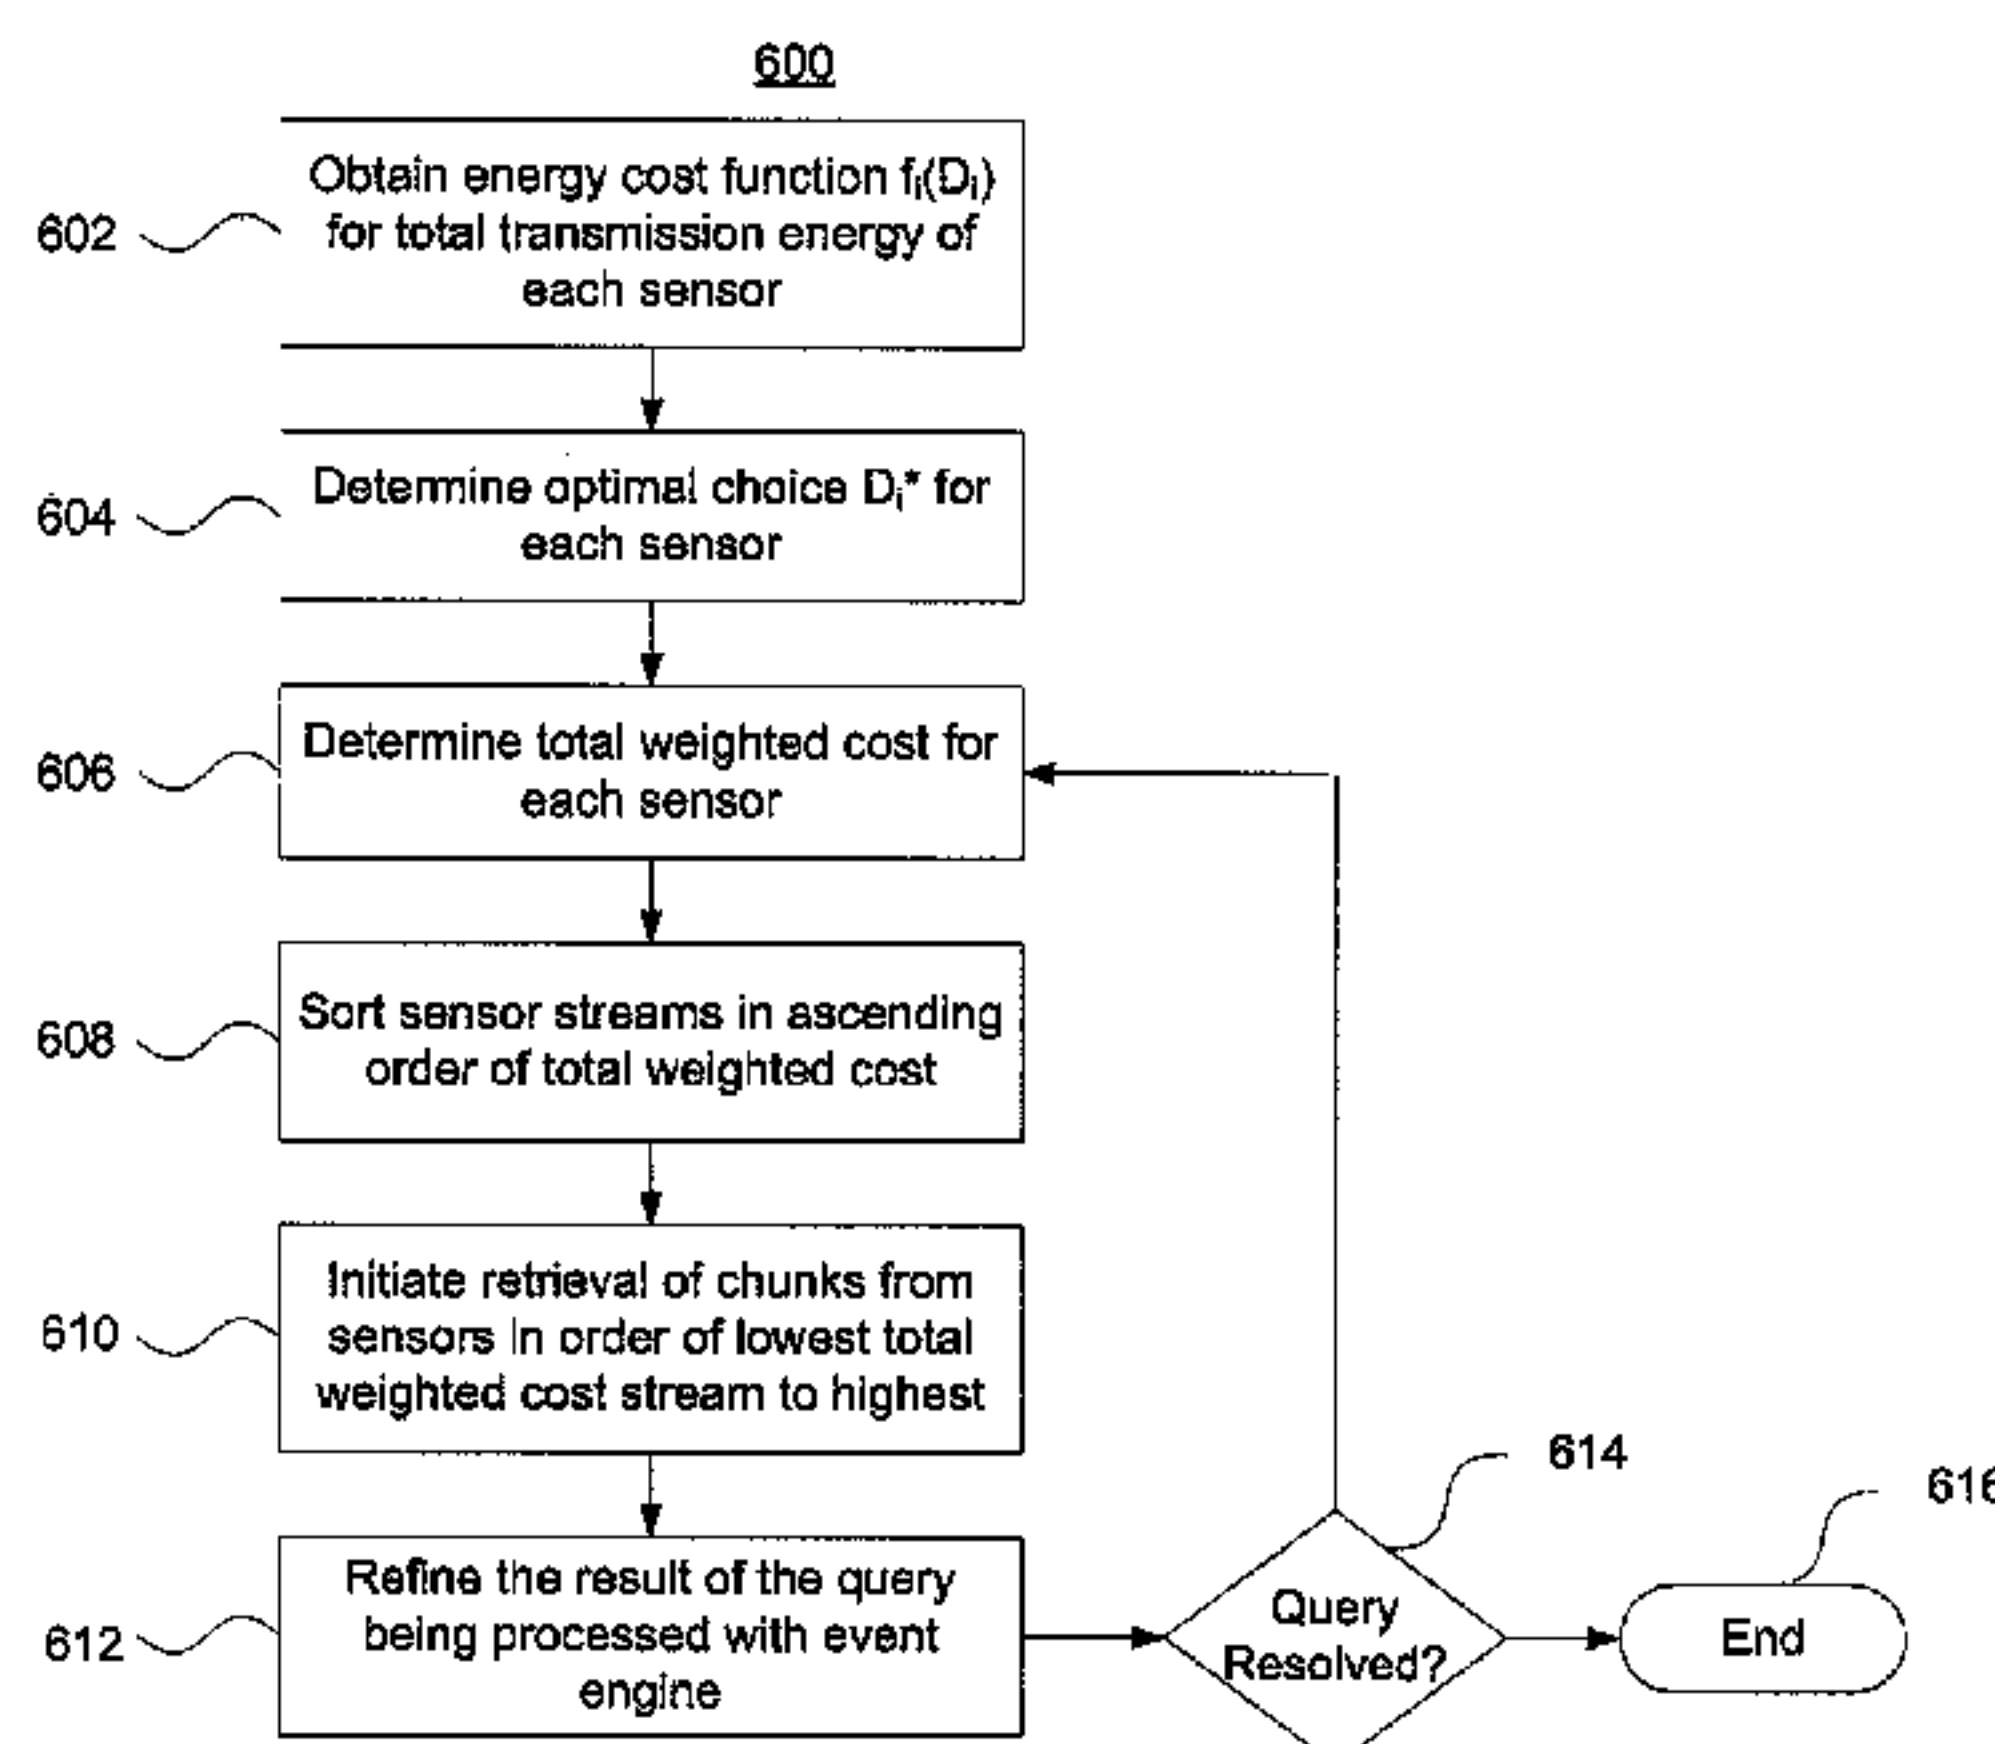 600
Obtain energy cost function fᵢ(Dᵢ)
for total transmission energy of
each sensor
602
Determine optimal choice Dᵢ* for
each sensor
604
Determine total weighted cost for
each sensor
606
Sort sensor streams in ascending
order of total weighted cost
608
Initiate retrieval of chunks from
sensors in order of lowest total
weighted cost stream to highest
610
Refine the result of the query
being processed with event
engine
612
Query
Resolved?
614
End
616